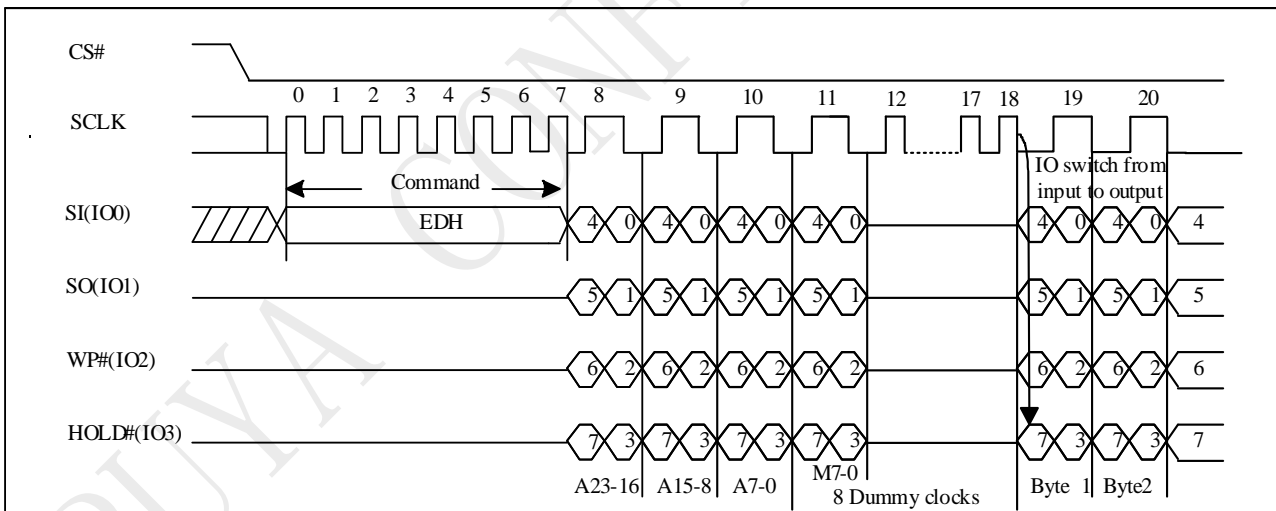 CS#
0 1 2 3 4 5 6 7 8 9 10 11 12 17 18 19 20
SCLK
Command
IO switch from
input to output
SI(IO0)
EDH
4 0 4 0 4 0 4 0 4 0 4 0 4
SO(IO1)
5 1 5 1 5 1 5 1 5 1 5 1 5
WP#(IO2)
6 2 6 2 6 2 6 2 6 2 6 2 6
HOLD#(IO3)
7 3 7 3 7 3 7 3 7 3 7 3 7
A23-16 A15-8 A7-0 M7-0
8 Dummy clocks
Byte 1 Byte2
PUYA CONF